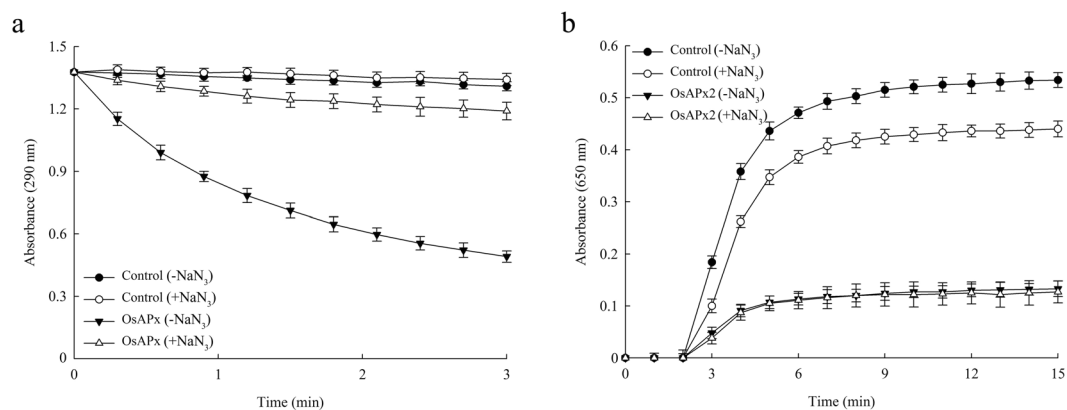 a
1.5
1.2
0.9
0.6
0.3
0
Absorbance (290 nm)
Control (-NaN3)
Control (+NaN3)
OsAPx (-NaN3)
OsAPx (+NaN3)
0
1
2
3
Time (min)
b
0.6
0.5
0.4
0.3
0.2
0.1
0
Absorbance (650 nm)
Control (-NaN3)
Control (+NaN3)
OsAPx2 (-NaN3)
OsAPx2 (+NaN3)
0
3
6
9
12
15
Time (min)